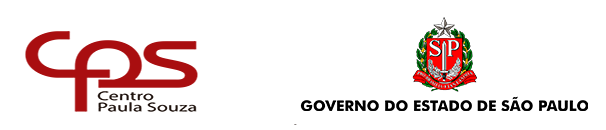 cps
Centro
Paula Souza
SP
GOVERNO DO ESTADO DE SÃO PAULO